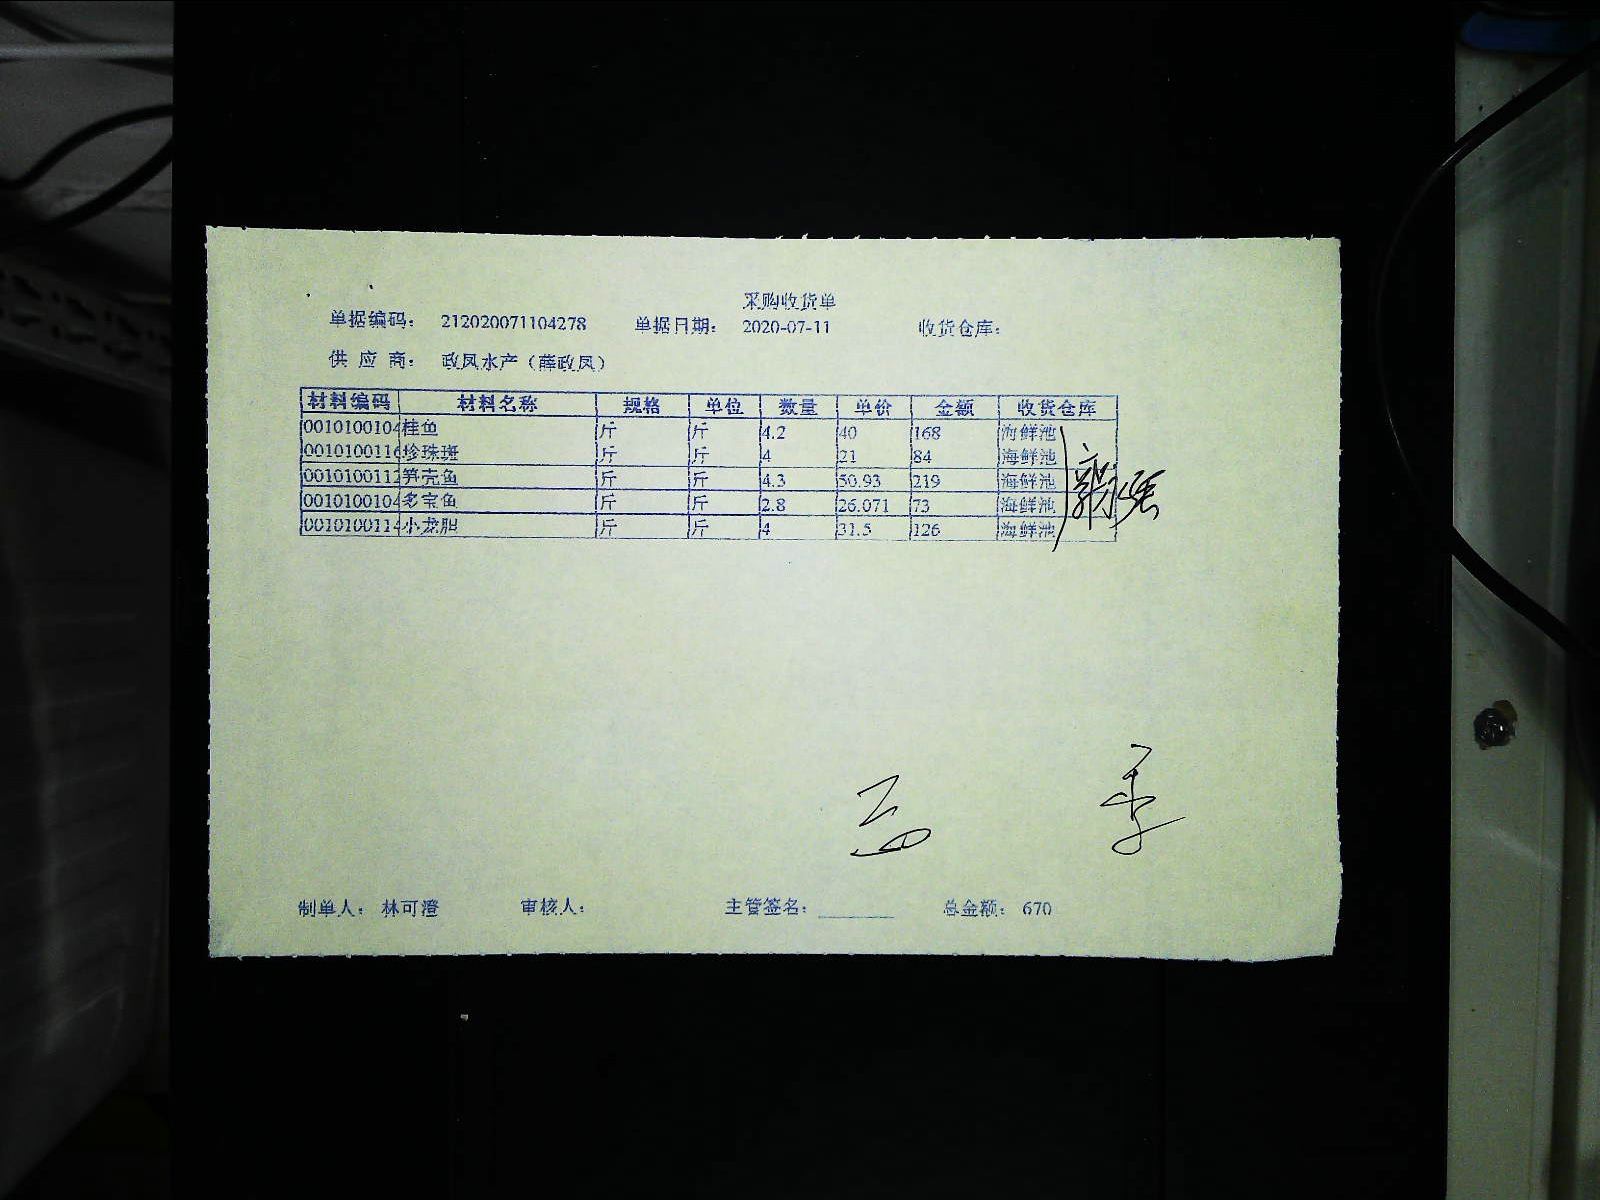 采购收货单
单据编码： 212020071104278 单据日期： 2020-07-11 收货仓库：
供 应 商： 政凤水产（薛政凤）
材料编码 材料名称 规格 单位 数量 单价 金额 收货仓库
0010100104 桂鱼 斤 斤 4.2 40 168 海鲜池
0010100116 珍珠斑 斤 斤 4 21 84 海鲜池
0010100112 笋壳鱼 斤 斤 4.3 50.93 219 海鲜池
0010100104 多宝鱼 斤 斤 2.8 26.071 73 海鲜池
0010100114 小龙胆 斤 斤 4 31.5 126 海鲜池
制单人： 林可澄 审核人： 主管签名： 总金额： 670